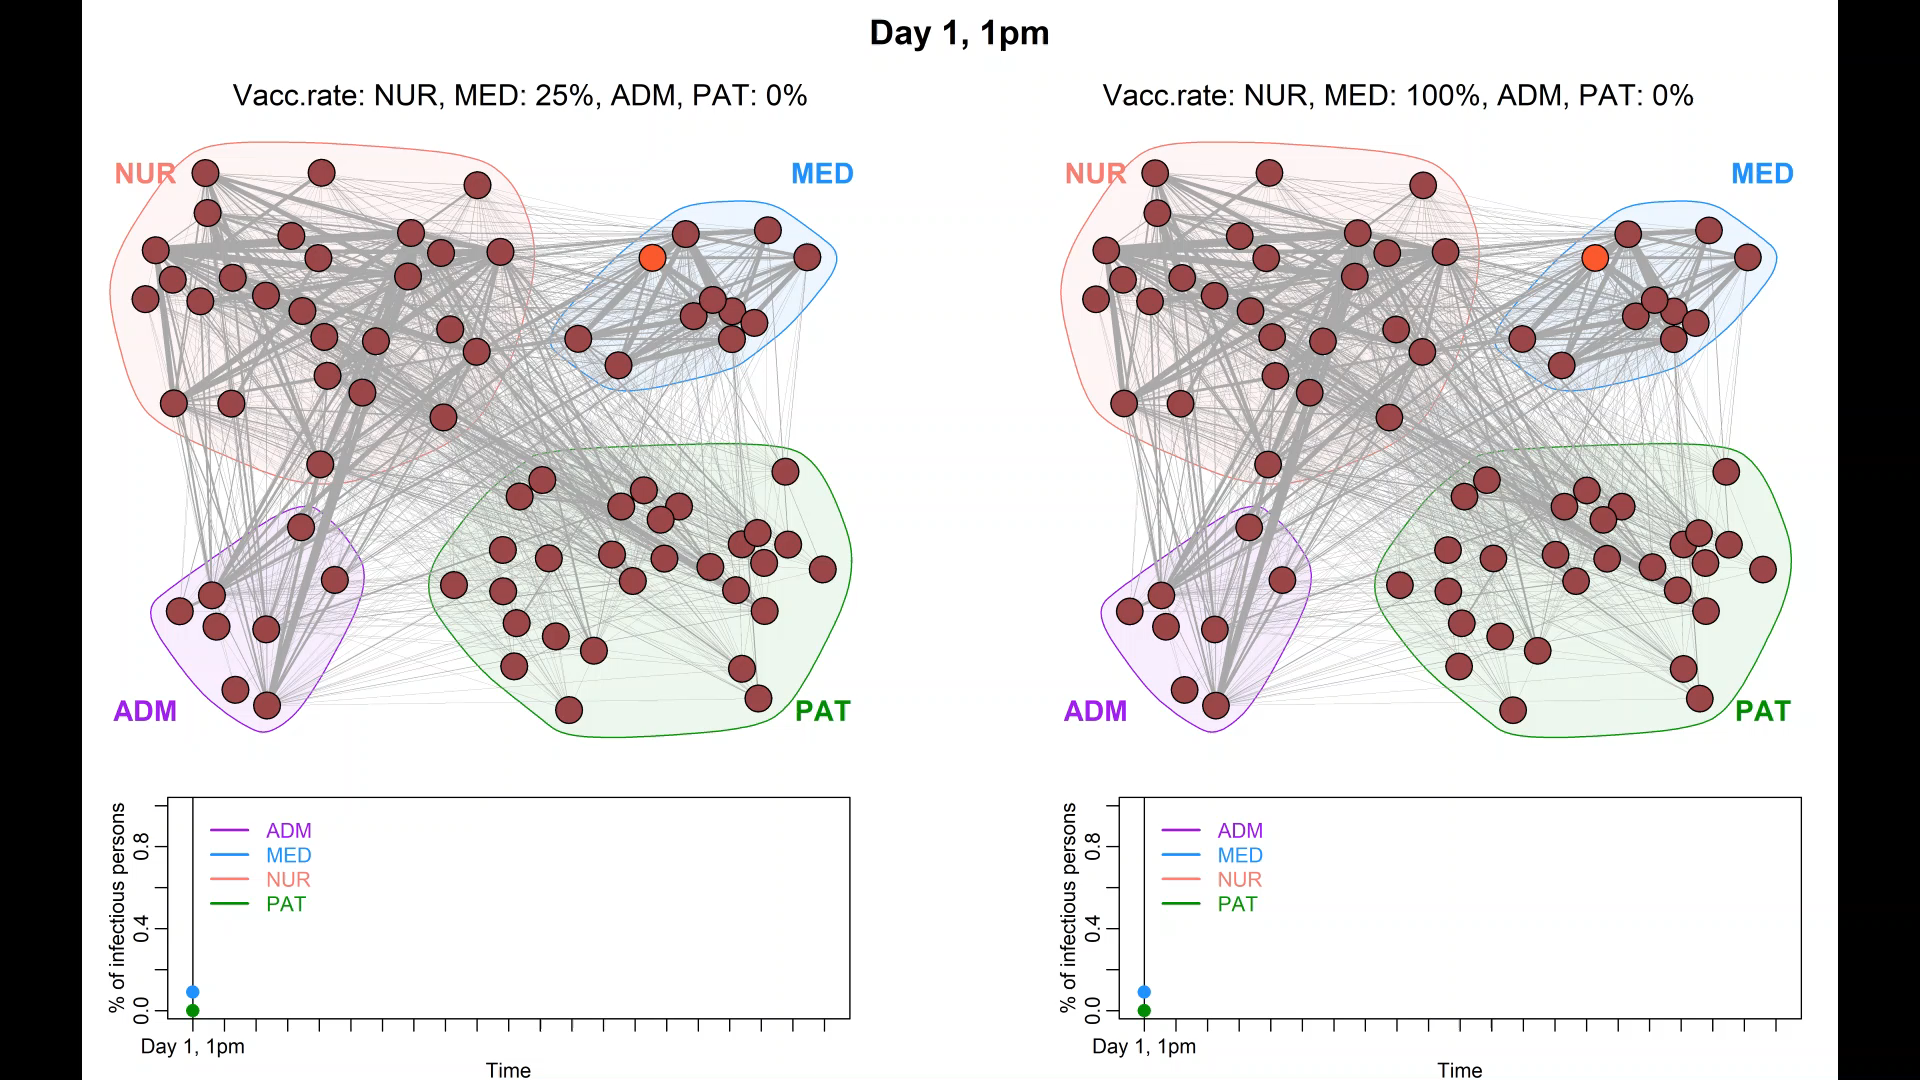 Day 1, 1pm
Vacc.rate: NUR, MED: 25%, ADM, PAT: 0%
NUR
MED
ADM
PAT
% of infectious persons
0.8
0.4
0.0
ADM
MED
NUR
PAT
Day 1, 1pm
Time
Vacc.rate: NUR, MED: 100%, ADM, PAT: 0%
NUR
MED
ADM
PAT
% of infectious persons
0.8
0.4
0.0
ADM
MED
NUR
PAT
Day 1, 1pm
Time